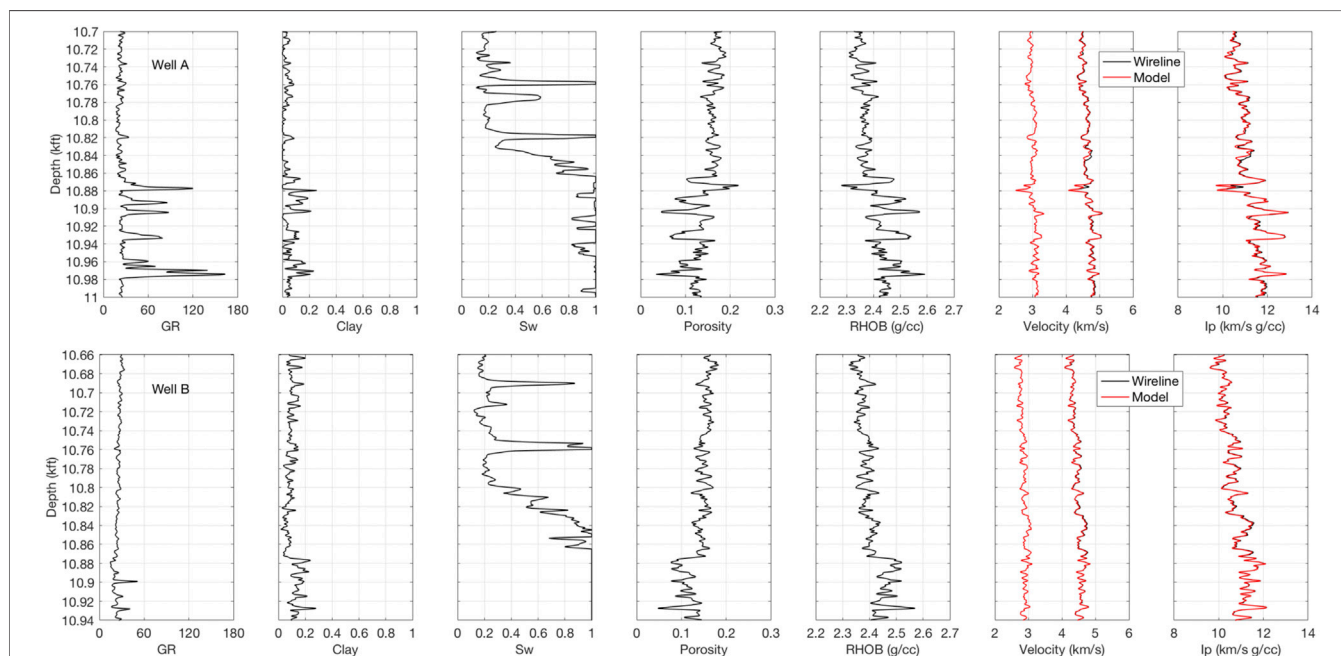 Well A
Depth (kft)
10.7
10.72
10.74
10.76
10.78
10.8
10.82
10.84
10.86
10.88
10.9
10.92
10.94
10.96
10.98
11
0 60 120 180
GR
0 0.2 0.4 0.6 0.8 1
Clay
0 0.2 0.4 0.6 0.8 1
Sw
0 0.1 0.2 0.3
Porosity
2.2 2.3 2.4 2.5 2.6 2.7
RHOB (g/cc)
2 3 4 5 6
Velocity (km/s)
Wireline
Model
8 10 12 14
Ip (km/s g/cc)
Well B
Depth (kft)
10.66
10.68
10.7
10.72
10.74
10.76
10.78
10.8
10.82
10.84
10.86
10.88
10.9
10.92
10.94
0 60 120 180
GR
0 0.2 0.4 0.6 0.8 1
Clay
0 0.2 0.4 0.6 0.8 1
Sw
0 0.1 0.2 0.3
Porosity
2.2 2.3 2.4 2.5 2.6 2.7
RHOB (g/cc)
2 3 4 5 6
Velocity (km/s)
Wireline
Model
8 10 12 14
Ip (km/s g/cc)